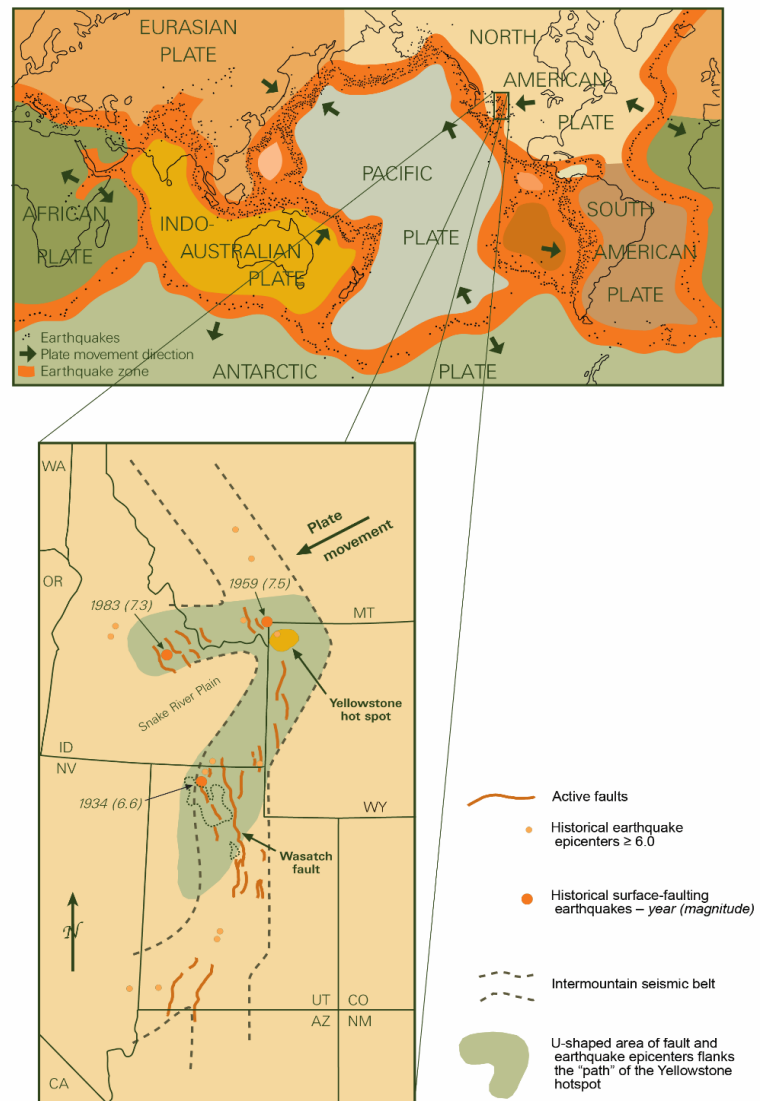 EURASIAN
PLATE
NORTH
AMERICAN
PLATE
PACIFIC
PLATE
AFRICAN
PLATE
INDO-
AUSTRALIAN
PLATE
SOUTH
AMERICAN
PLATE
ANTARCTIC PLATE
Earthquakes
Plate movement direction
Earthquake zone
WA
OR
Plate
movement
1959 (7.5)
1983 (7.3)
MT
Snake River Plain
Yellowstone
hot spot
ID
NV
1934 (6.6)
WY
Wasatch
fault
N
UT CO
AZ NM
CA
Active faults
Historical earthquake
epicenters ≥ 6.0
Historical surface-faulting
earthquakes – year (magnitude)
Intermountain seismic belt
U-shaped area of fault and
earthquake epicenters flanks
the “path” of the Yellowstone
hotspot